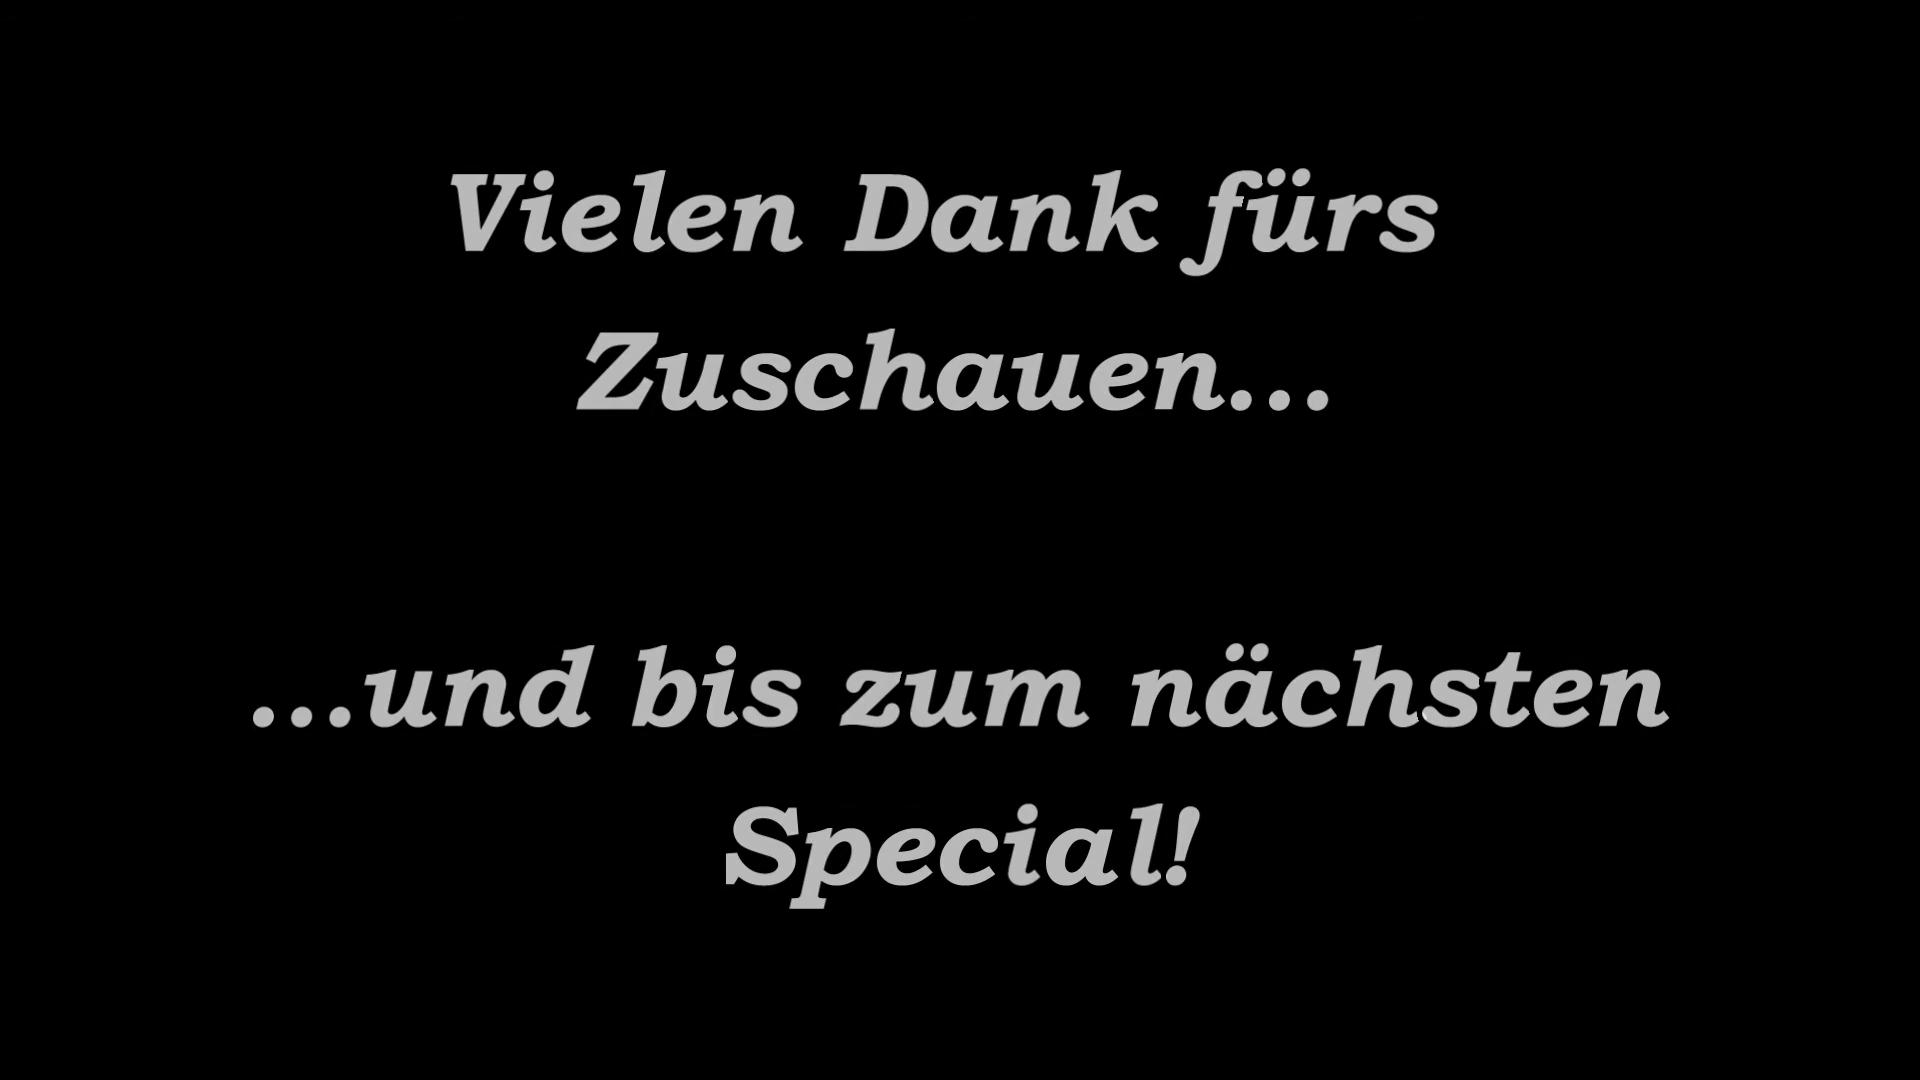 Vielen Dank fürs
Zuschauen...
...und bis zum nächsten
Special!